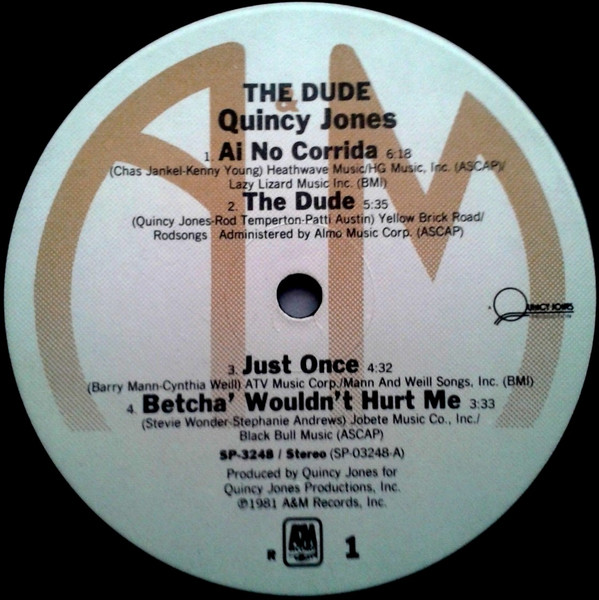 THE DUDE
&
Quincy Jones
1. Ai No Corrida 6:18
(Chas Jankel-Kenny Young) Heathwave Music/HG Music, Inc. (ASCAP)/
Lazy Lizard Music Inc. (BMI)
2. The Dude 5:35
(Quincy Jones-Rod Temperton-Patti Austin) Yellow Brick Road/
Rodsongs Administered by Almo Music Corp. (ASCAP)
QUINCY JONES
PRODUCTION
3. Just Once 4:32
(Barry Mann-Cynthia Weill) ATV Music Corp./Mann And Weill Songs, Inc. (BMI)
4. Betcha' Wouldn't Hurt Me 3:33
(Stevie Wonder-Stephanie Andrews) Jobete Music Co., Inc./
Black Bull Music (ASCAP)
SP-3248 / Stereo (SP-03248-A)
Produced by Quincy Jones for
Quincy Jones Productions, Inc.
℗1981 A&M Records, Inc.
R A&M 1